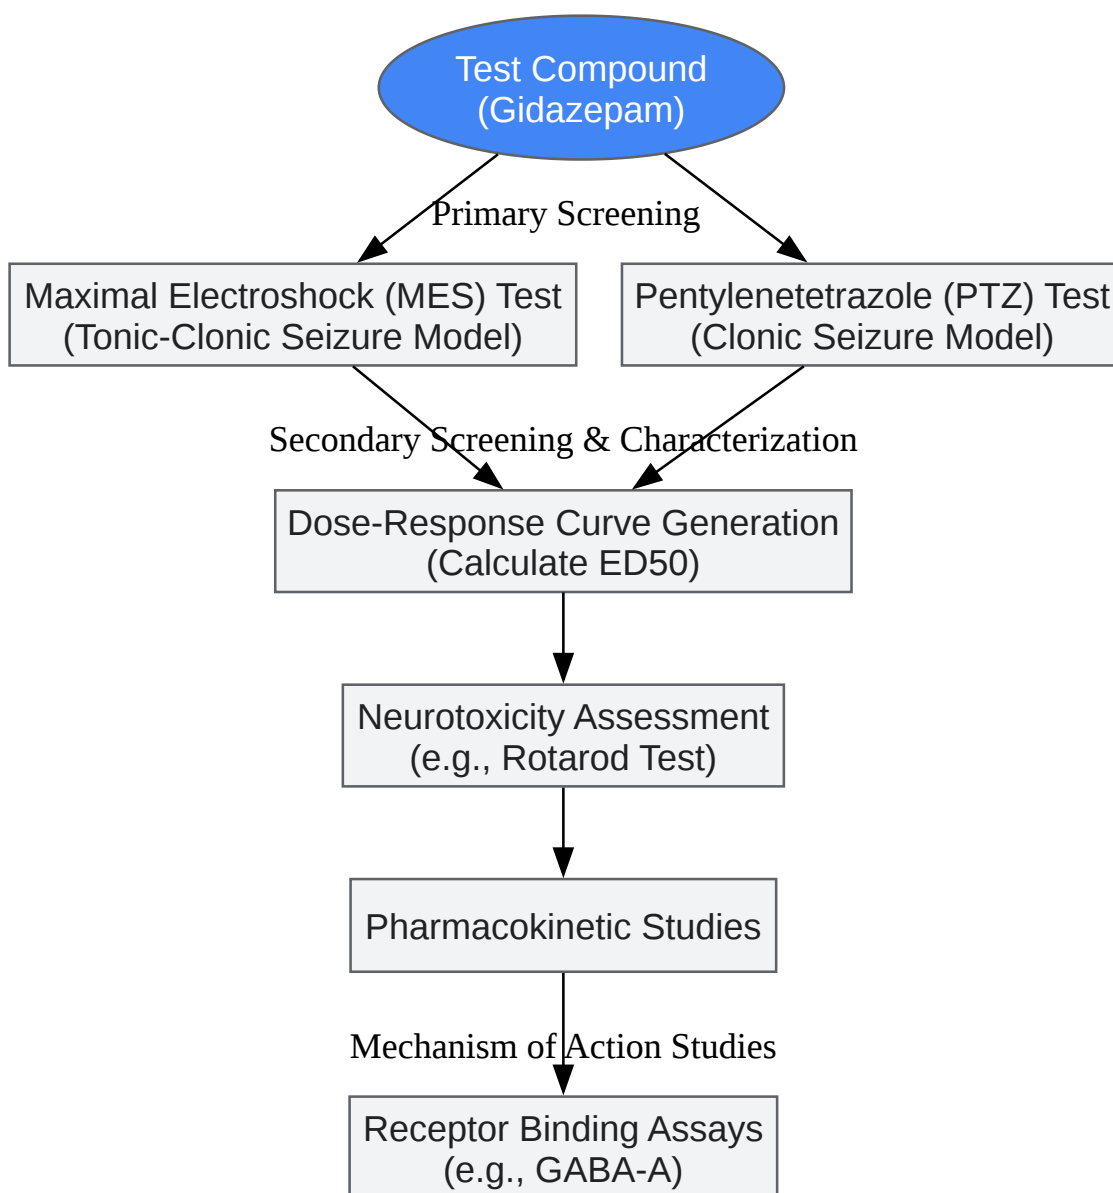 Test Compound
(Gidazepam)
Primary Screening
Maximal Electroshock (MES) Test
(Tonic-Clonic Seizure Model)
Pentylenetetrazole (PTZ) Test
(Clonic Seizure Model)
Secondary Screening & Characterization
Dose-Response Curve Generation
(Calculate ED50)
Neurotoxicity Assessment
(e.g., Rotarod Test)
Pharmacokinetic Studies
Mechanism of Action Studies
Receptor Binding Assays
(e.g., GABA-A)